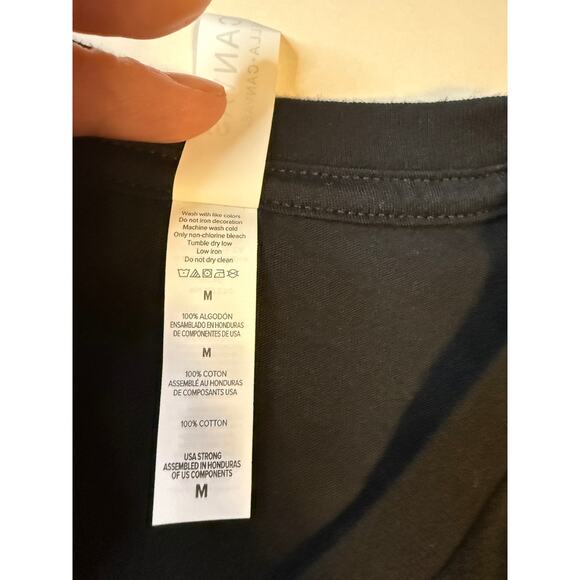 Wash with like colors
Do not iron decoration
Machine wash cold
Only non-chlorine bleach
Tumble dry low
Low iron
Do not dry clean
M
100% ALGODÓN
ENSAMBLADO EN HONDURAS
DE COMPONENTES DE USA
M
100% COTON
ASSEMBLÉ AU HONDURAS
DE COMPOSANTS USA
100% COTTON
USA STRONG
ASSEMBLED IN HONDURAS
OF US COMPONENTS
M